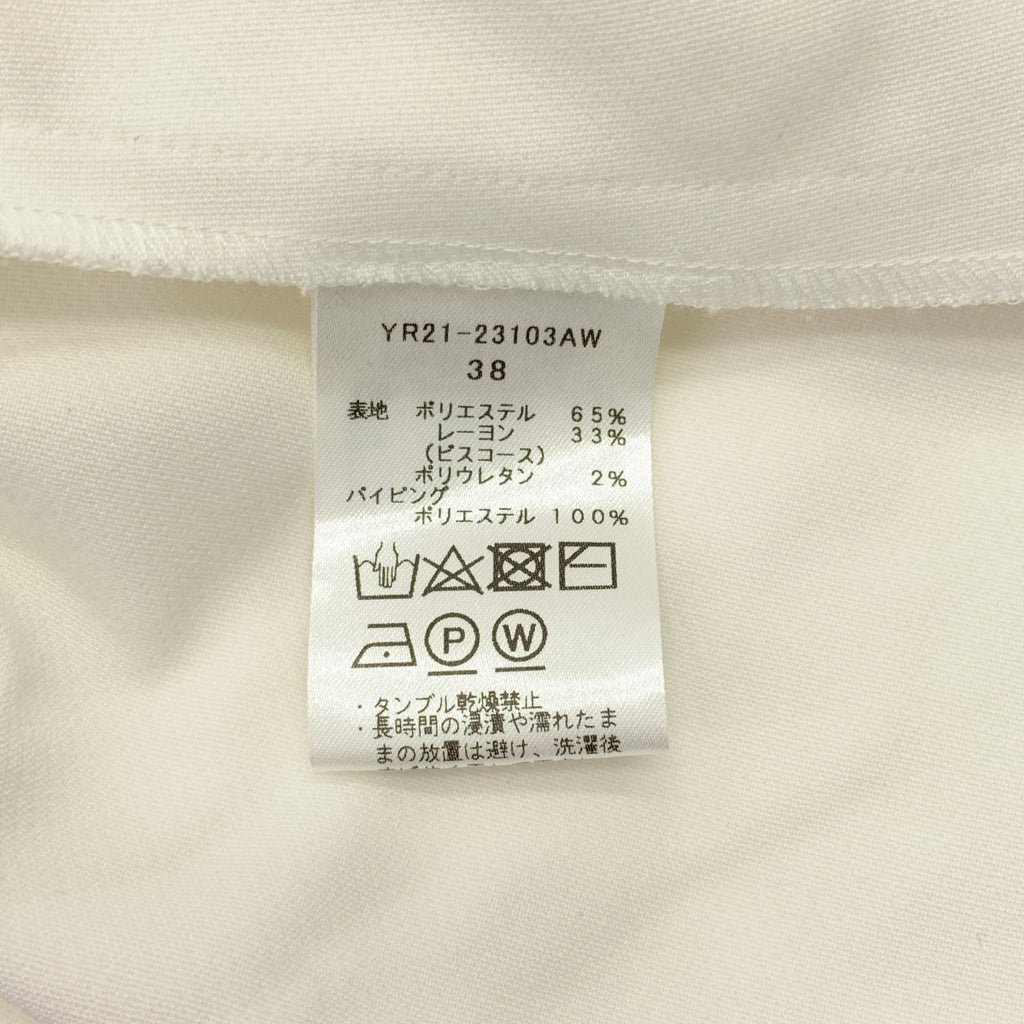 YR21-23103AW
38
表地 ポリエステル 65%
レーヨン 33%
(ビスコース)
ポリウレタン 2%
パイピング
ポリエステル 100%
P W
・タンブル乾燥禁止
・長時間の浸漬や濡れたま
まの放置は避け、洗濯後